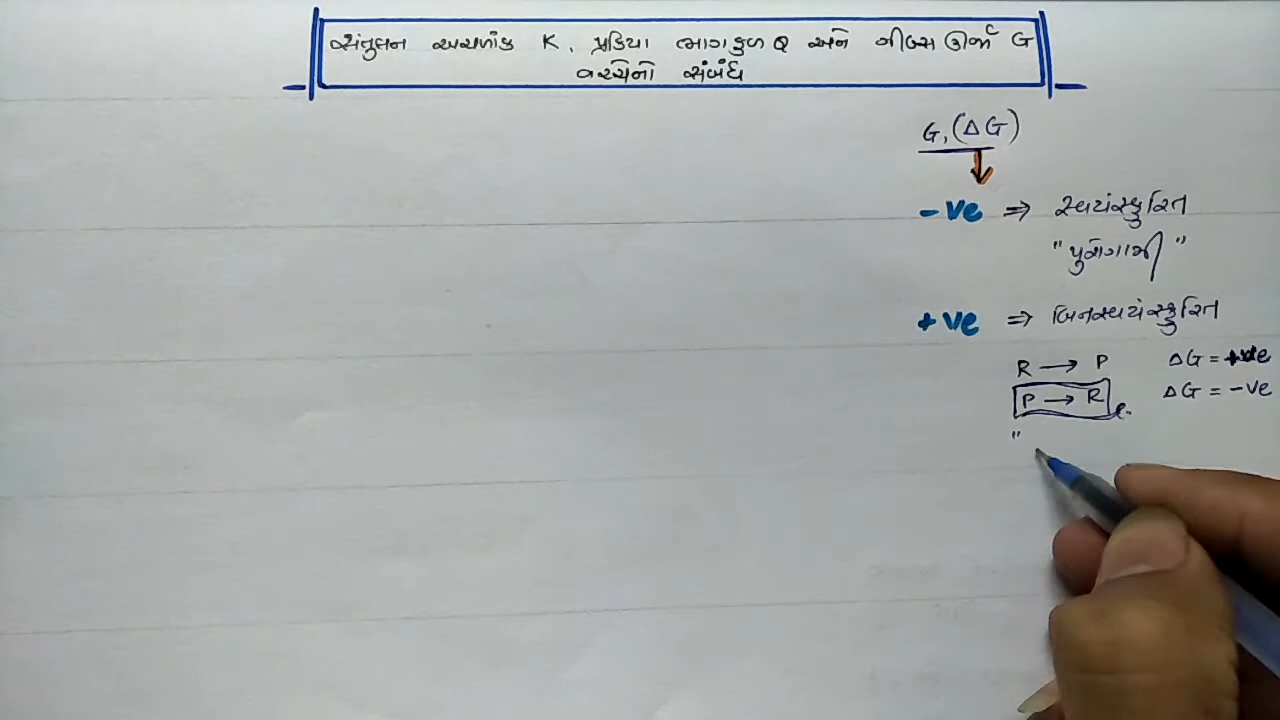 સંતુલન અચળાંક K, પ્રક્રિયા ભાગફળ Q અને ગીબ્સ ઊર્જા G
વચ્ચેનો સંબંધ
G, (ΔG)
-ve ⇒ સ્વયંસ્ફુરિત
"પુરોગામી"
+ve ⇒ બિનસ્વયંસ્ફુરિત
R → P ΔG = +ve
P → R ΔG = -ve
"